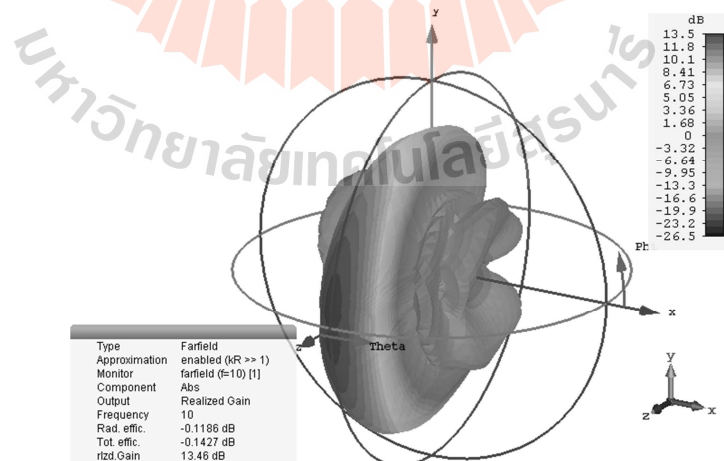 มหาวิทยาลัยเทคโนโลยีสุรนารี
y
dB
13.5
11.8
10.1
8.41
6.73
5.05
3.36
1.68
0
-3.32
-6.64
-9.95
-13.3
-16.6
-19.9
-23.2
-26.5
Ph
x
z
Theta
y
x
z
Type Farfield
Approximation enabled (kR >> 1)
Monitor farfield (f=10) [1]
Component Abs
Output Realized Gain
Frequency 10
Rad. effic. -0.1186 dB
Tot. effic. -0.1427 dB
rlzd.Gain 13.46 dB